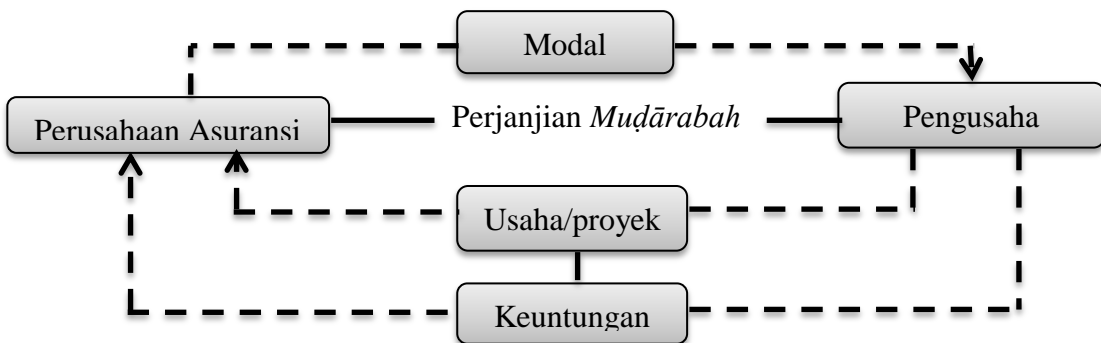 Modal
Perusahaan Asuransi
Perjanjian Muḍārabah
Pengusaha
Usaha/proyek
Keuntungan